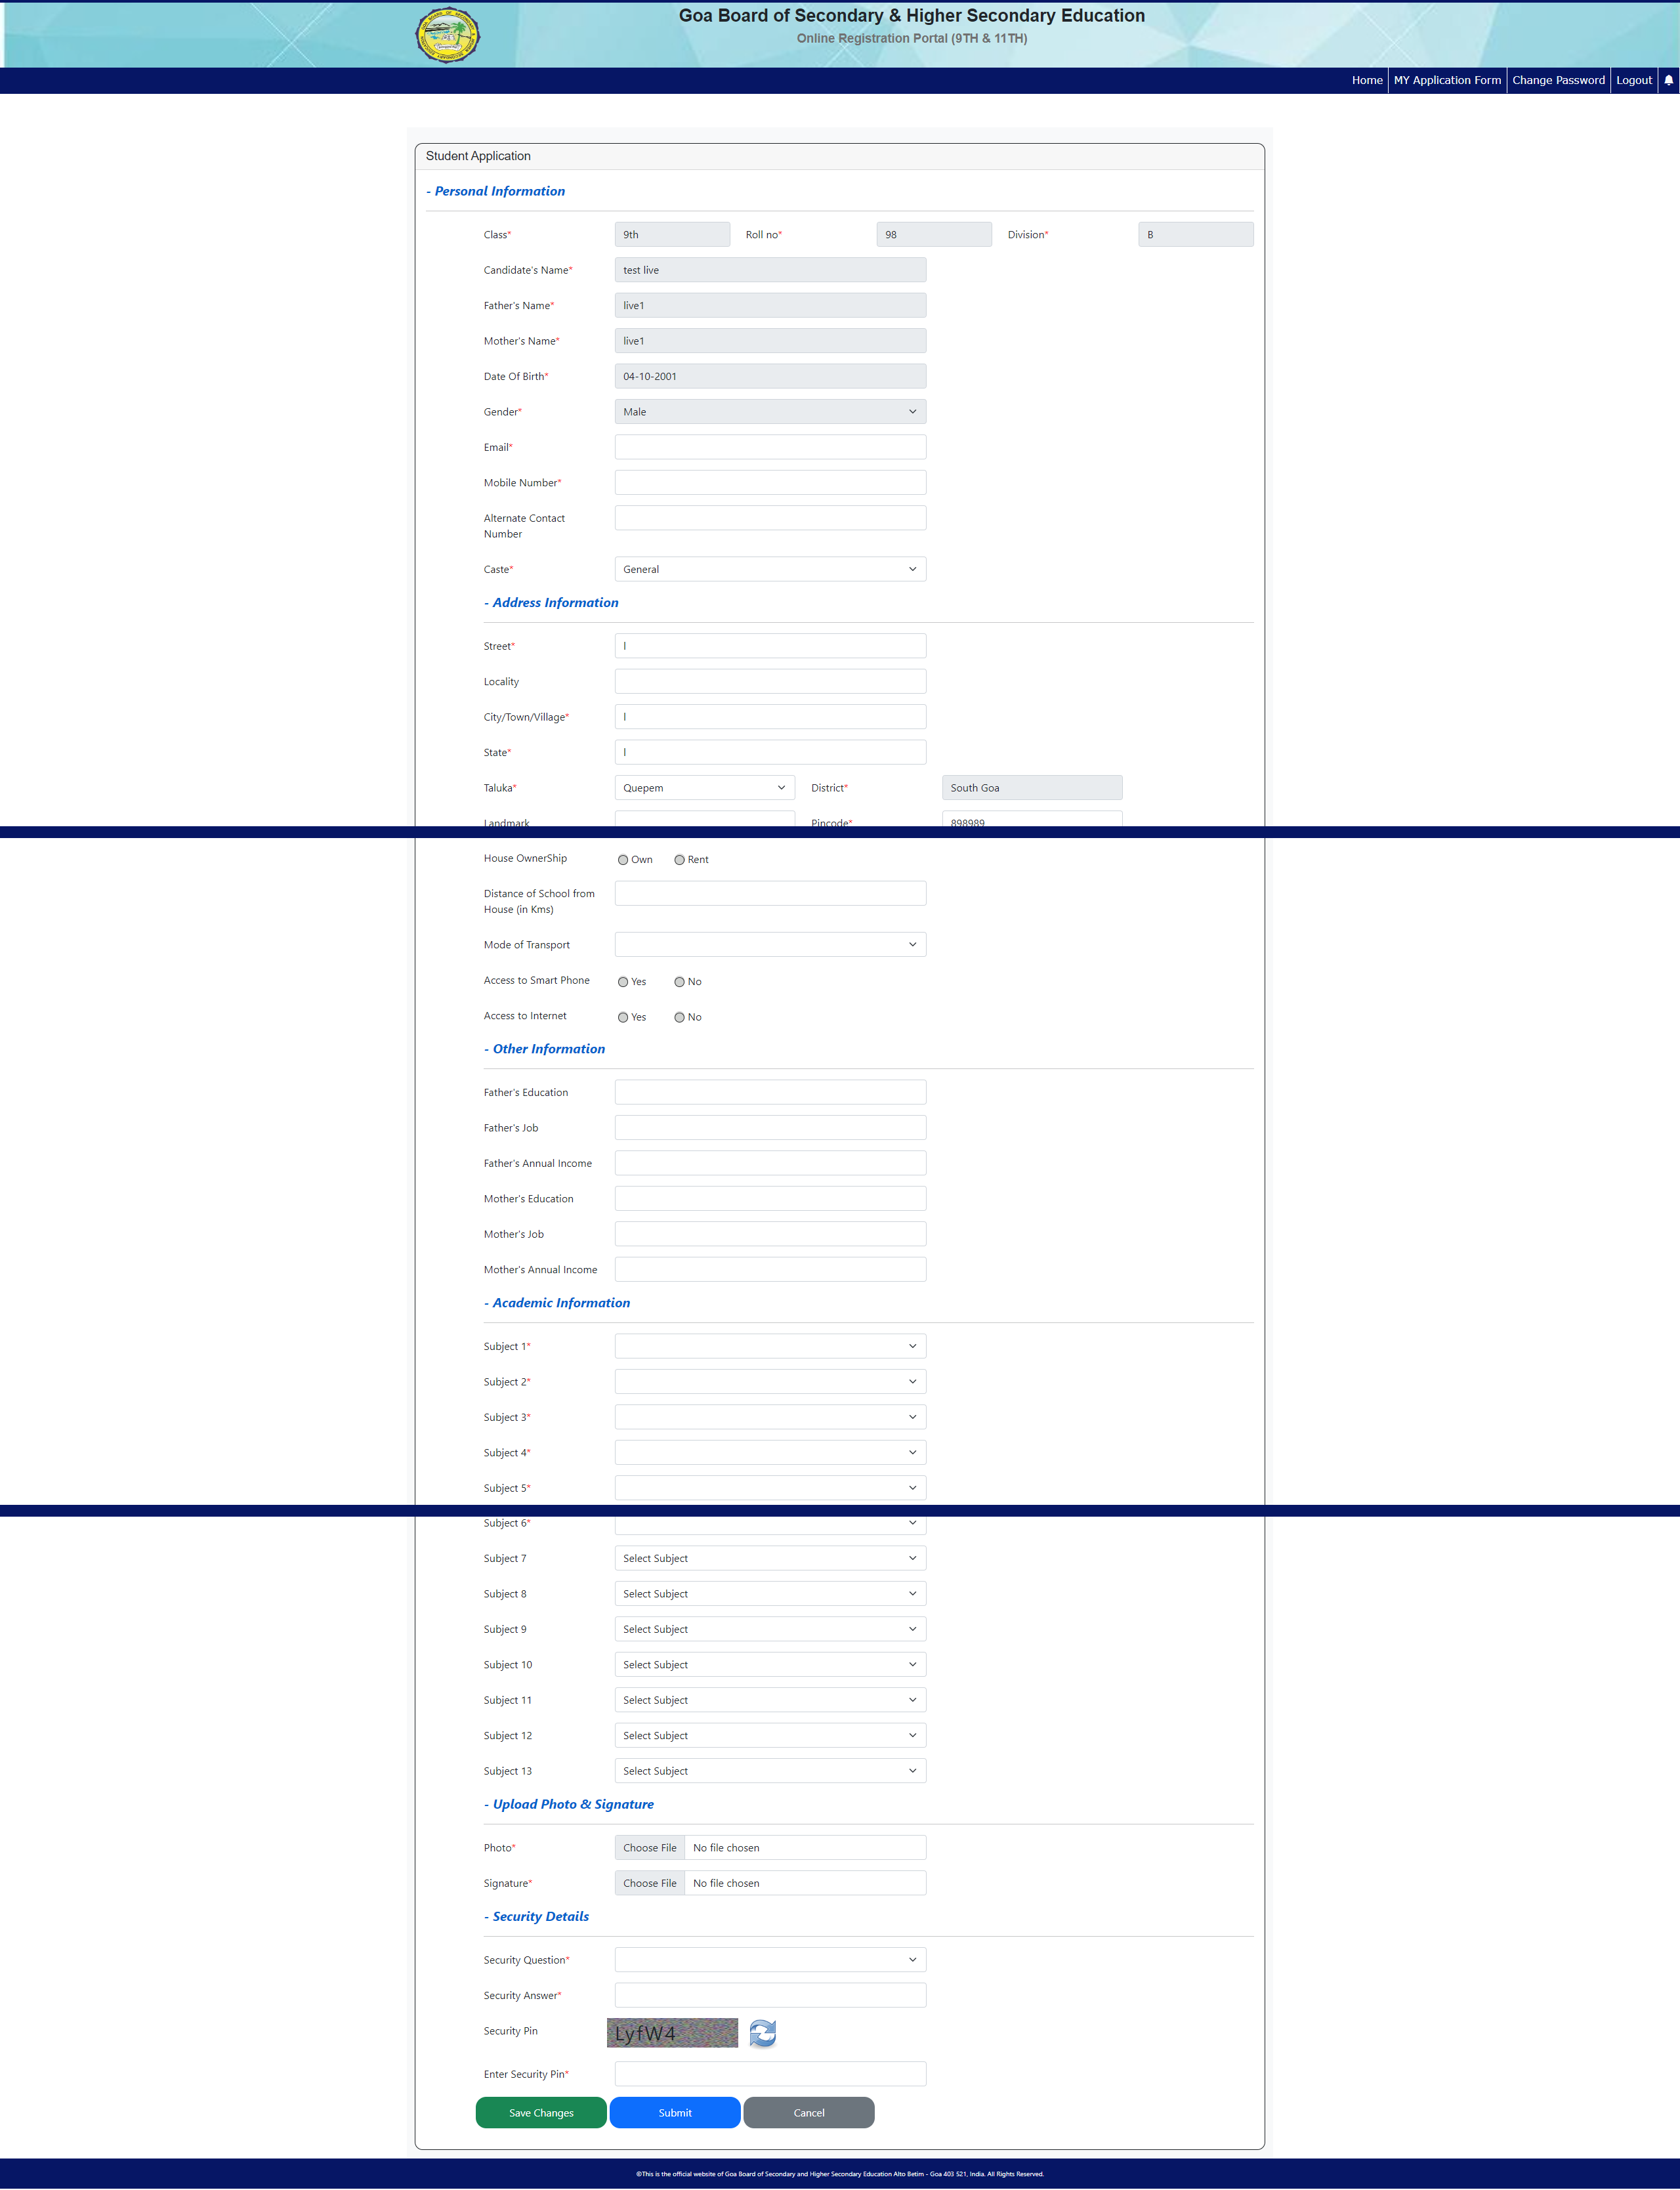 Goa Board of Secondary & Higher Secondary Education
Online Registration Portal (9TH & 11TH)
Home MY Application Form Change Password Logout
Student Application
- Personal Information
Class* 9th Roll no* 98 Division* B
Candidate's Name* test live
Father's Name* live1
Mother's Name* live1
Date Of Birth* 04-10-2001
Gender* Male
Email*
Mobile Number*
Alternate Contact
Number
Caste* General
- Address Information
Street* l
Locality
City/Town/Village* l
State* l
Taluka* Quepem District* South Goa
Landmark Pincode* 898989
House OwnerShip Own Rent
Distance of School from
House (in Kms)
Mode of Transport
Access to Smart Phone Yes No
Access to Internet Yes No
- Other Information
Father's Education
Father's Job
Father's Annual Income
Mother's Education
Mother's Job
Mother's Annual Income
- Academic Information
Subject 1*
Subject 2*
Subject 3*
Subject 4*
Subject 5*
Subject 6*
Subject 7 Select Subject
Subject 8 Select Subject
Subject 9 Select Subject
Subject 10 Select Subject
Subject 11 Select Subject
Subject 12 Select Subject
Subject 13 Select Subject
- Upload Photo & Signature
Photo* Choose File No file chosen
Signature* Choose File No file chosen
- Security Details
Security Question*
Security Answer*
Security Pin LyfW4
Enter Security Pin*
Save Changes Submit Cancel
©This is the official website of Goa Board of Secondary and Higher Secondary Education Alto Betim - Goa 403 521, India. All Rights Reserved.